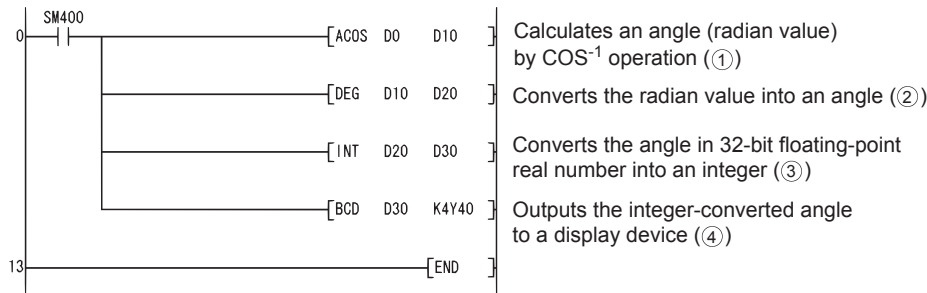 SM400
0 ACOS D0 D10 Calculates an angle (radian value)
by COS-1 operation (①)
DEG D10 D20 Converts the radian value into an angle (②)
INT D20 D30 Converts the angle in 32-bit floating-point
real number into an integer (③)
BCD D30 K4Y40 Outputs the integer-converted angle
to a display device (④)
13 END